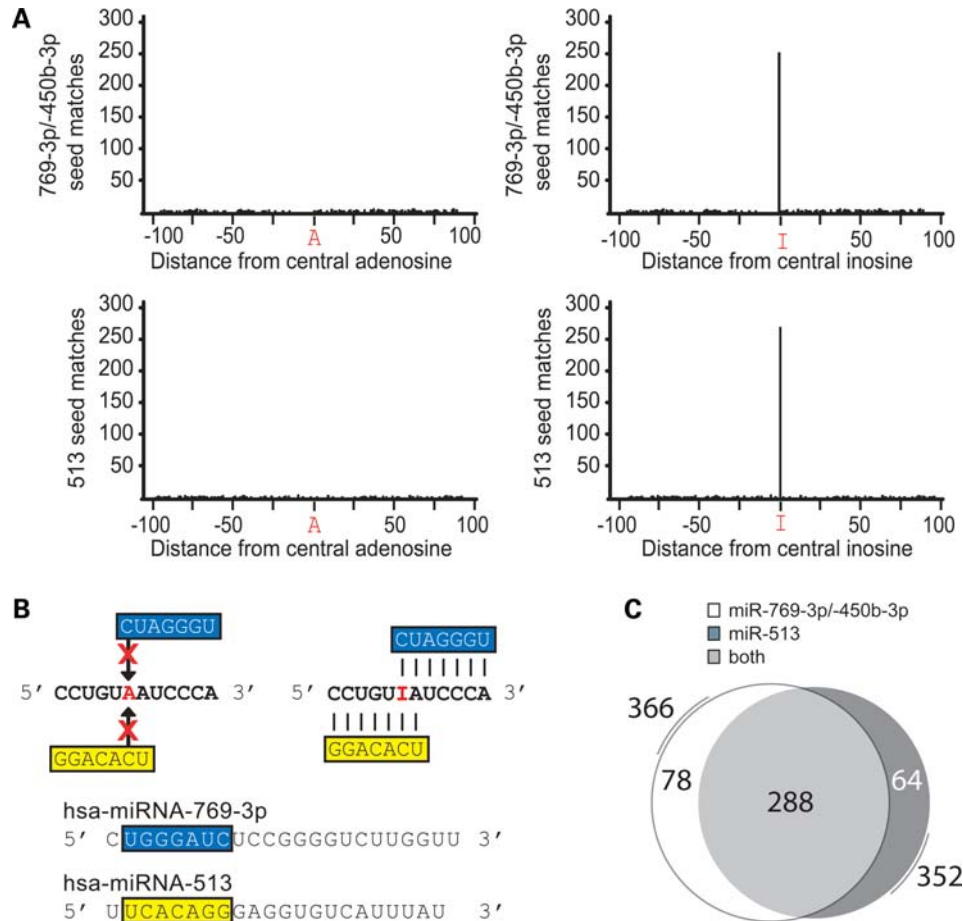 A
300
250
200
150
100
50
769-3p/-450b-3p
seed matches
-100 -50 A 50 100
Distance from central adenosine
300
250
200
150
100
50
769-3p/-450b-3p
seed matches
-100 -50 I 50 100
Distance from central inosine
300
250
200
150
100
50
513 seed matches
-100 -50 A 50 100
Distance from central adenosine
300
250
200
150
100
50
513 seed matches
-100 -50 I 50 100
Distance from central inosine
B
CUAGGGU
X
5' CCUGUAAUCCCA 3'
X
GGACACU
CUAGGGU
CCUGUIAUCCCA 3'
GGACACU
hsa-miRNA-769-3p
5' CUGGGAUCUCCGGGGUCUUGGUU 3'
hsa-miRNA-513
5' UUCACAGGGAGGUGUCAUUUAU 3'
C
miR-769-3p/-450b-3p
miR-513
both
366
78
288
64
352